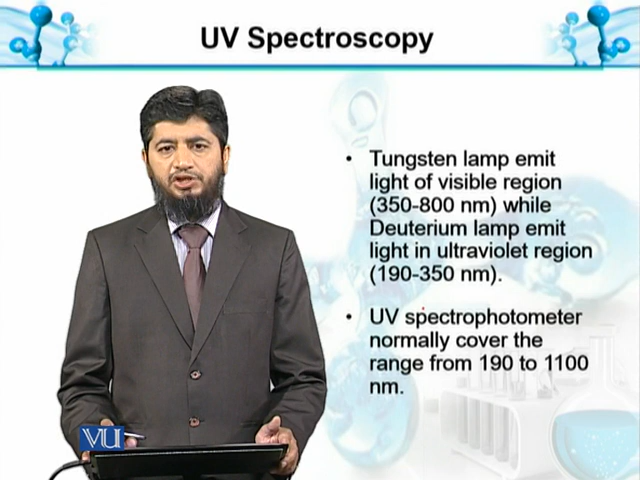 UV Spectroscopy
• Tungsten lamp emit
light of visible region
(350-800 nm) while
Deuterium lamp emit
light in ultraviolet region
(190-350 nm).
• UV spectrophotometer
normally cover the
range from 190 to 1100
nm.
VU